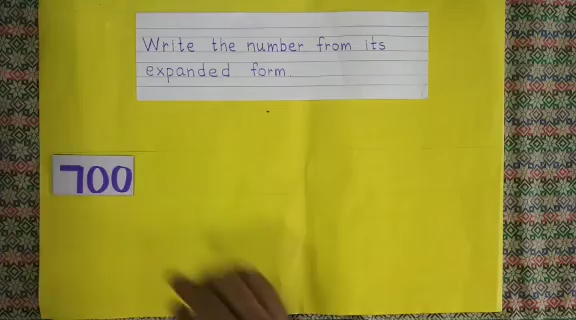 Write the number from its
expanded form.
700